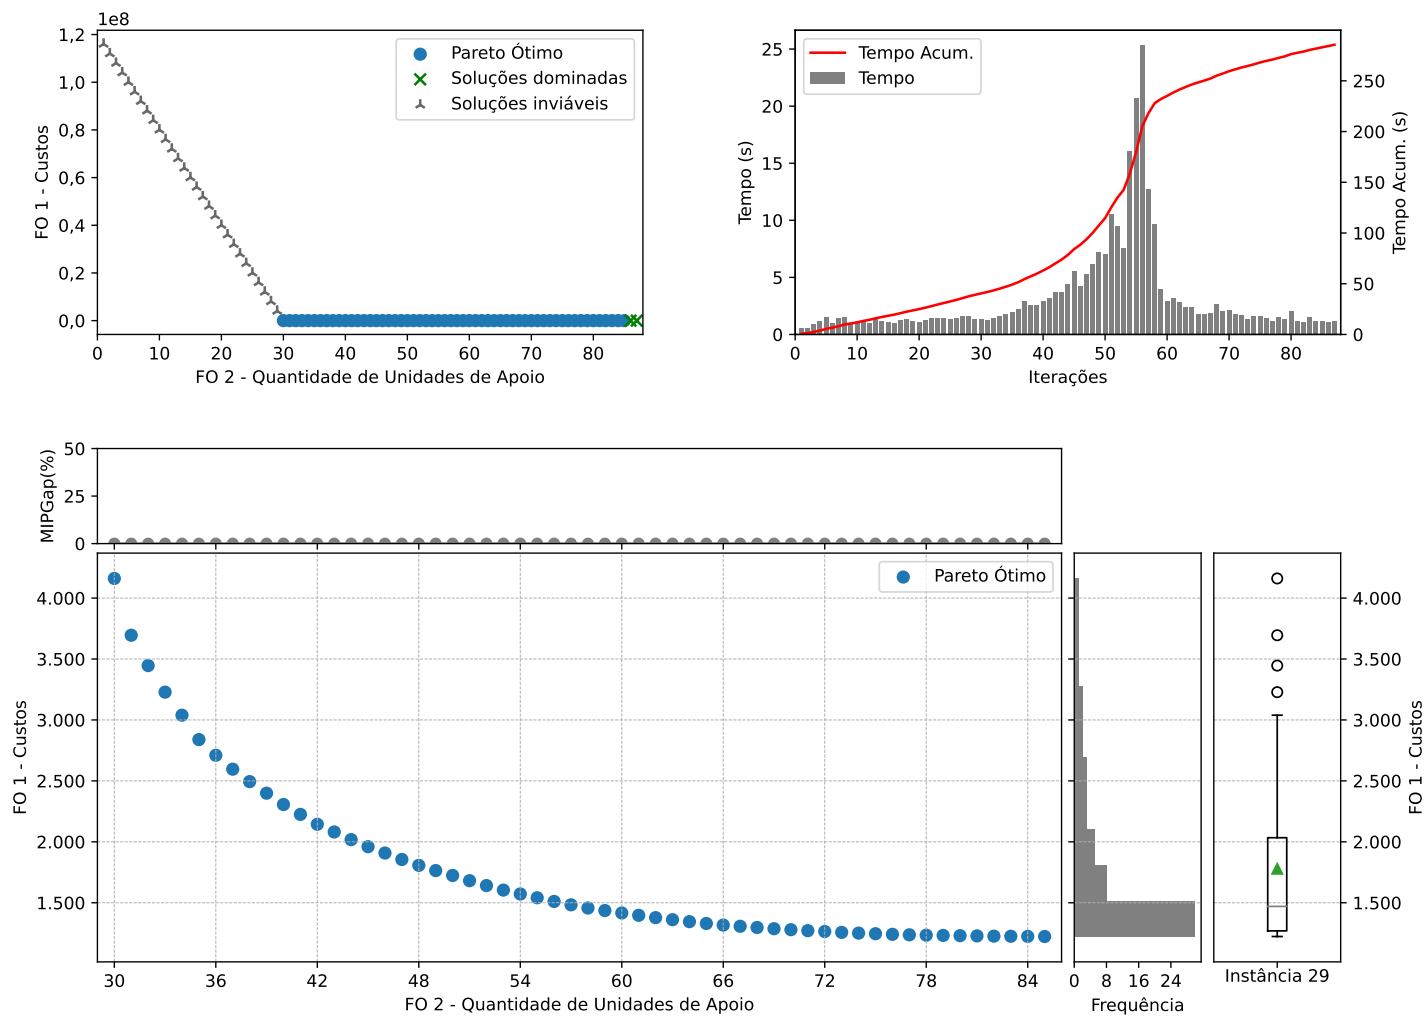 1e8
1,2
1,0
0,8
0,6
0,4
0,2
0,0
FO 1 - Custos
0 10 20 30 40 50 60 70 80
FO 2 - Quantidade de Unidades de Apoio
Pareto Ótimo
Soluções dominadas
Soluções inviáveis
25
20
15
10
5
0
Tempo (s)
0 10 20 30 40 50 60 70 80
Iterações
Tempo Acum.
Tempo
250
200
150
100
50
0
Tempo Acum. (s)
50
25
0
MIPGap(%)
Pareto Ótimo
4.000
3.500
3.000
2.500
2.000
1.500
FO 1 - Custos
30 36 42 48 54 60 66 72 78 84
FO 2 - Quantidade de Unidades de Apoio
0 8 16 24
Frequência
Instância 29
4.000
3.500
3.000
2.500
2.000
1.500
FO 1 - Custos